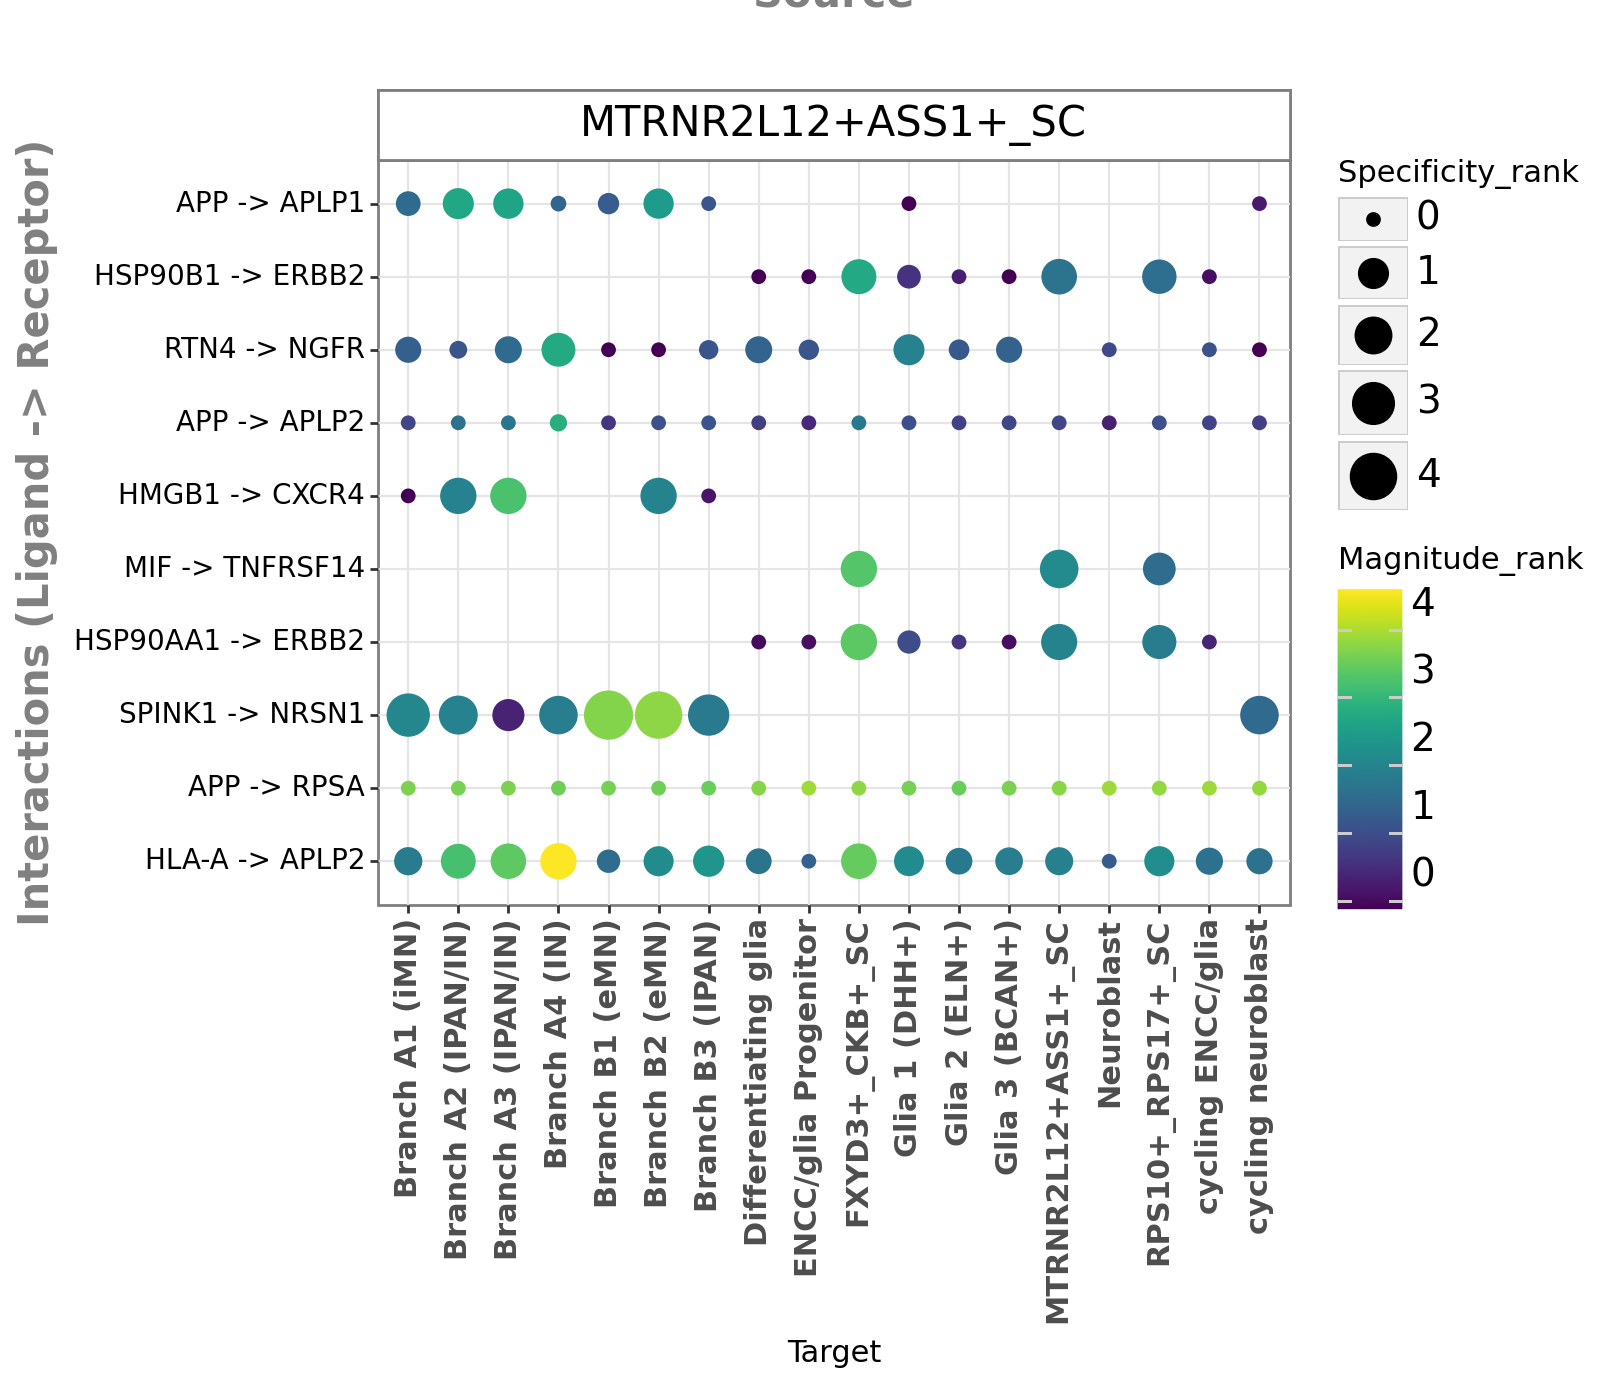 Source
MTRNR2L12+ASS1+_SC
Interactions (Ligand -> Receptor)
APP -> APLP1
HSP90B1 -> ERBB2
RTN4 -> NGFR
APP -> APLP2
HMGB1 -> CXCR4
MIF -> TNFRSF14
HSP90AA1 -> ERBB2
SPINK1 -> NRSN1
APP -> RPSA
HLA-A -> APLP2
Branch A1 (iMN)
Branch A2 (IPAN/IN)
Branch A3 (IPAN/IN)
Branch A4 (IN)
Branch B1 (eMN)
Branch B2 (eMN)
Branch B3 (IPAN)
Differentiating glia
ENCC/glia Progenitor
FXYD3+_CKB+_SC
Glia 1 (DHH+)
Glia 2 (ELN+)
Glia 3 (BCAN+)
MTRNR2L12+ASS1+_SC
Neuroblast
RPS10+_RPS17+_SC
cycling ENCC/glia
cycling neuroblast
Target
Specificity_rank
0
1
2
3
4
Magnitude_rank
4
3
2
1
0